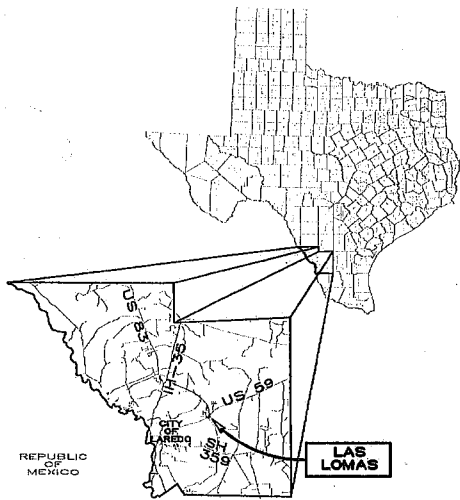 US 83
IH-35
US 59
CITY
OF
LAREDO
SH
359
REPUBLIC
OF
MEXICO
LAS
LOMAS